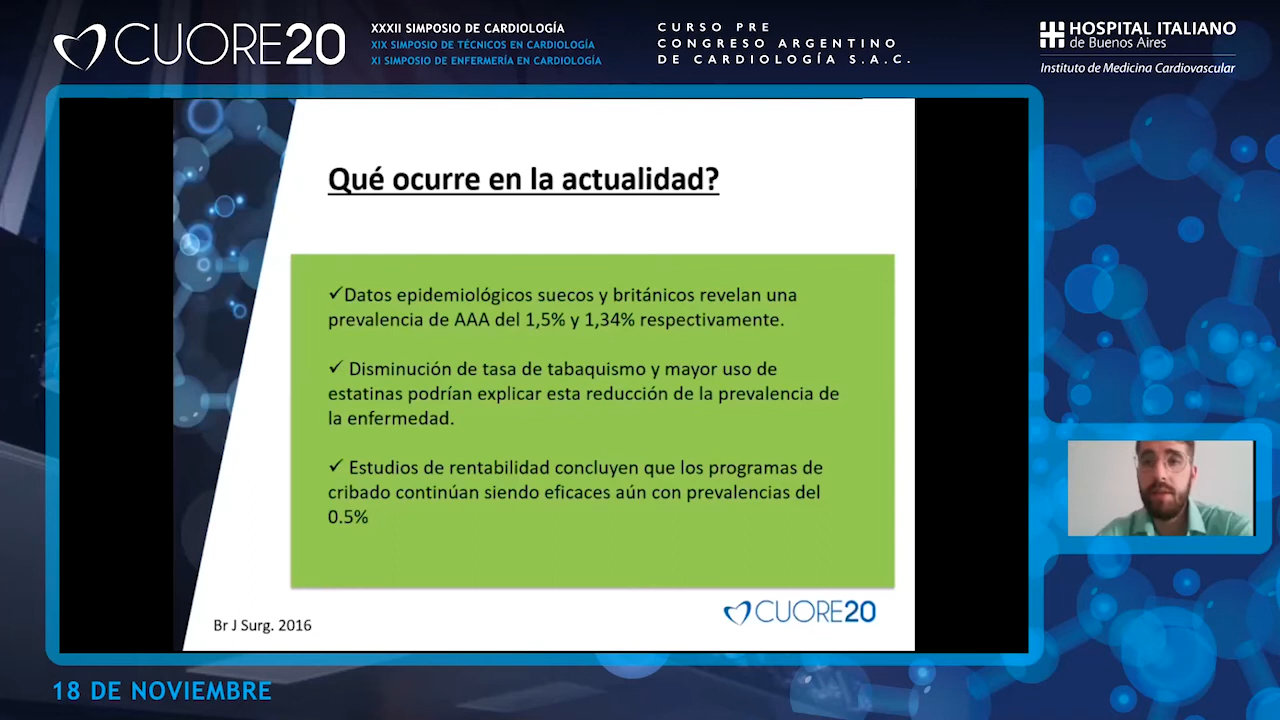 CUORE20
XXXII SIMPOSIO DE CARDIOLOGÍA
XIX SIMPOSIO DE TÉCNICOS EN CARDIOLOGÍA
XI SIMPOSIO DE ENFERMERÍA EN CARDIOLOGÍA
CURSO PRE
CONGRESO ARGENTINO
DE CARDIOLOGÍA S.A.C.
HOSPITAL ITALIANO
de Buenos Aires
Instituto de Medicina Cardiovascular
Qué ocurre en la actualidad?
✓Datos epidemiológicos suecos y británicos revelan una
prevalencia de AAA del 1,5% y 1,34% respectivamente.
✓ Disminución de tasa de tabaquismo y mayor uso de
estatinas podrían explicar esta reducción de la prevalencia de
la enfermedad.
✓ Estudios de rentabilidad concluyen que los programas de
cribado continúan siendo eficaces aún con prevalencias del
0.5%
CUORE20
Br J Surg. 2016
18 DE NOVIEMBRE